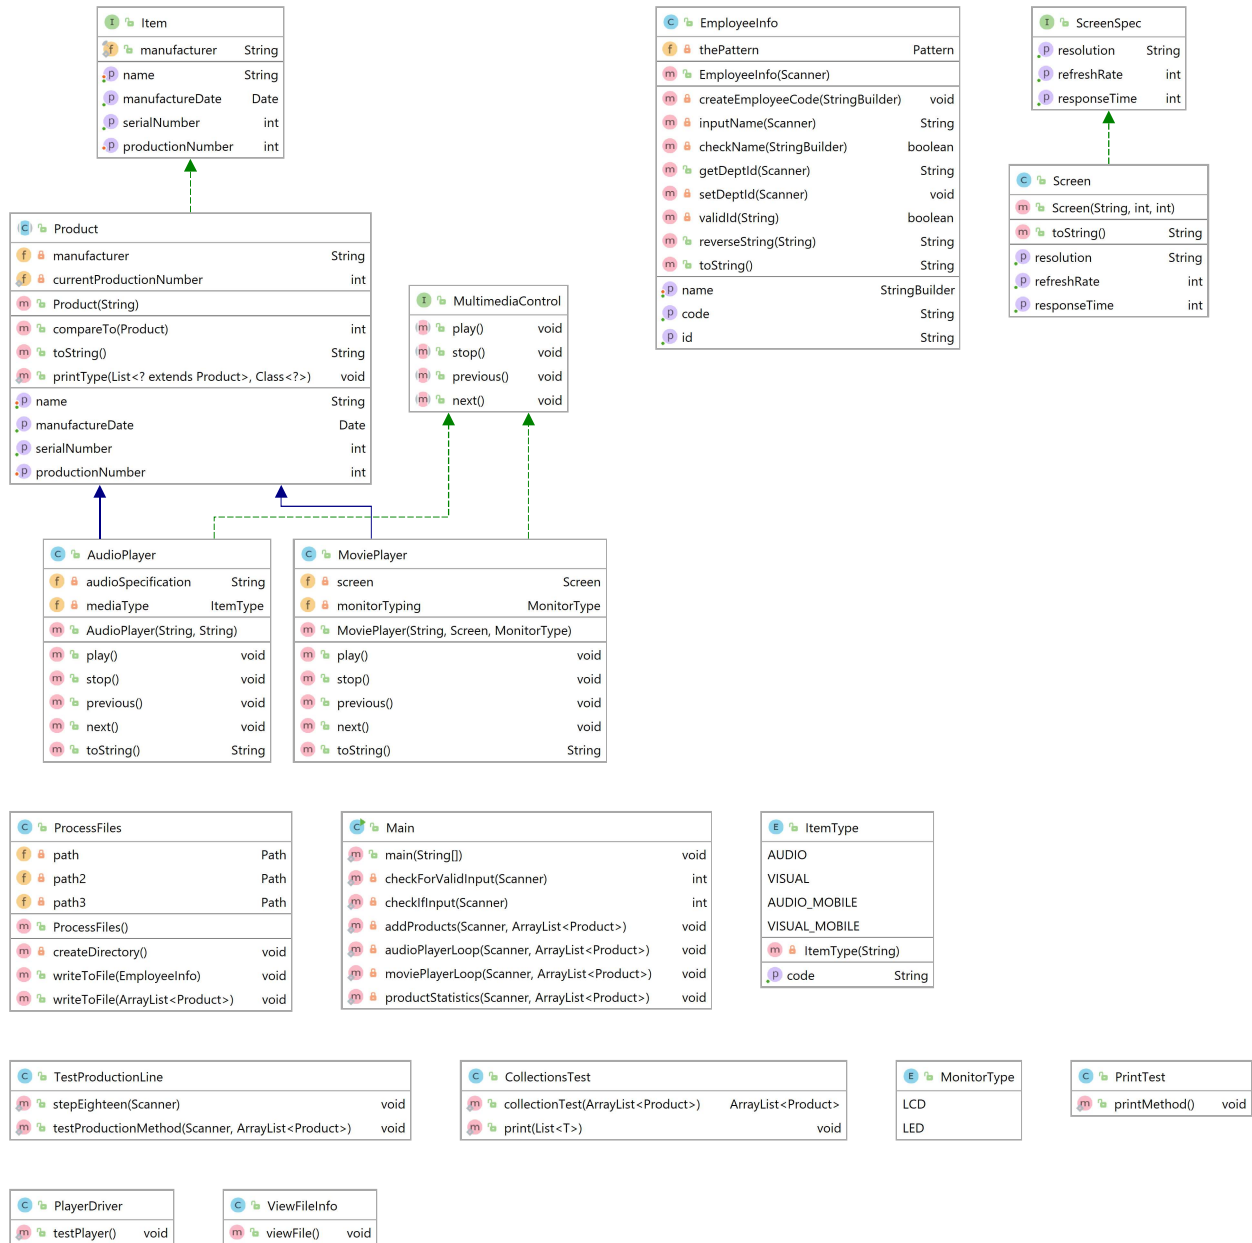 Item
manufacturer String
name String
manufactureDate Date
serialNumber int
productionNumber int
Product
manufacturer String
currentProductionNumber int
Product(String)
compareTo(Product) int
toString() String
printType(List<? extends Product>, Class<?>) void
name String
manufactureDate Date
serialNumber int
productionNumber int
MultimediaControl
play() void
stop() void
previous() void
next() void
EmployeeInfo
thePattern Pattern
EmployeeInfo(Scanner)
createEmployeeCode(StringBuilder) void
inputName(Scanner) String
checkName(StringBuilder) boolean
getDeptId(Scanner) String
setDeptId(Scanner) void
validId(String) boolean
reverseString(String) String
toString() String
name StringBuilder
code String
id String
ScreenSpec
resolution String
refreshRate int
responseTime int
Screen
Screen(String, int, int)
toString() String
resolution String
refreshRate int
responseTime int
AudioPlayer
audioSpecification String
mediaType ItemType
AudioPlayer(String, String)
play() void
stop() void
previous() void
next() void
toString() String
MoviePlayer
screen Screen
monitorTyping MonitorType
MoviePlayer(String, Screen, MonitorType)
play() void
stop() void
previous() void
next() void
toString() String
ProcessFiles
path Path
path2 Path
path3 Path
ProcessFiles()
createDirectory() void
writeToFile(EmployeeInfo) void
writeToFile(ArrayList<Product>) void
Main
main(String[]) void
checkForValidInput(Scanner) int
checkIfInput(Scanner) int
addProducts(Scanner, ArrayList<Product>) void
audioPlayerLoop(Scanner, ArrayList<Product>) void
moviePlayerLoop(Scanner, ArrayList<Product>) void
productStatistics(Scanner, ArrayList<Product>) void
ItemType
AUDIO
VISUAL
AUDIO_MOBILE
VISUAL_MOBILE
ItemType(String)
code String
TestProductionLine
stepEighteen(Scanner) void
testProductionMethod(Scanner, ArrayList<Product>) void
CollectionsTest
collectionTest(ArrayList<Product>) ArrayList<Product>
print(List<T>) void
MonitorType
LCD
LED
PrintTest
printMethod() void
PlayerDriver
testPlayer() void
ViewFileInfo
viewFile() void